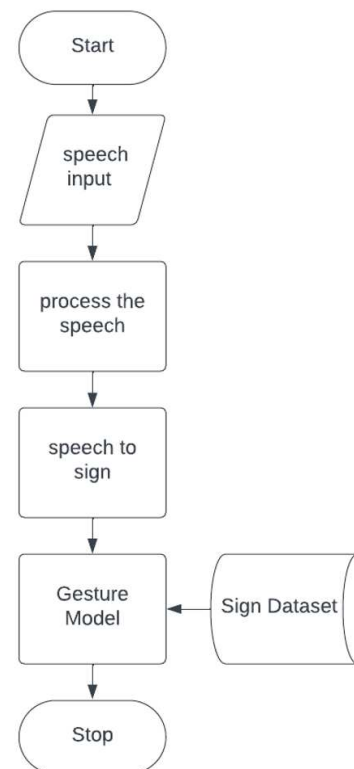 Start
speech
input
process the
speech
speech to
sign
Gesture
Model
Sign Dataset
Stop